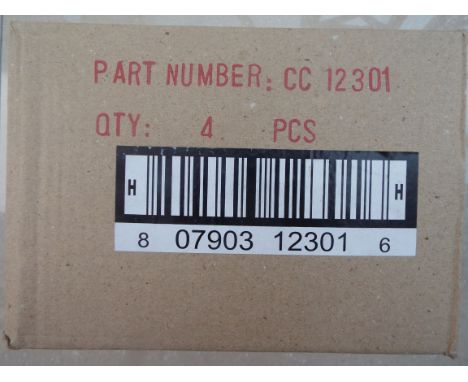 PART NUMBER: CC 12301
QTY: 4 PCS
H H
8 07903 12301 6